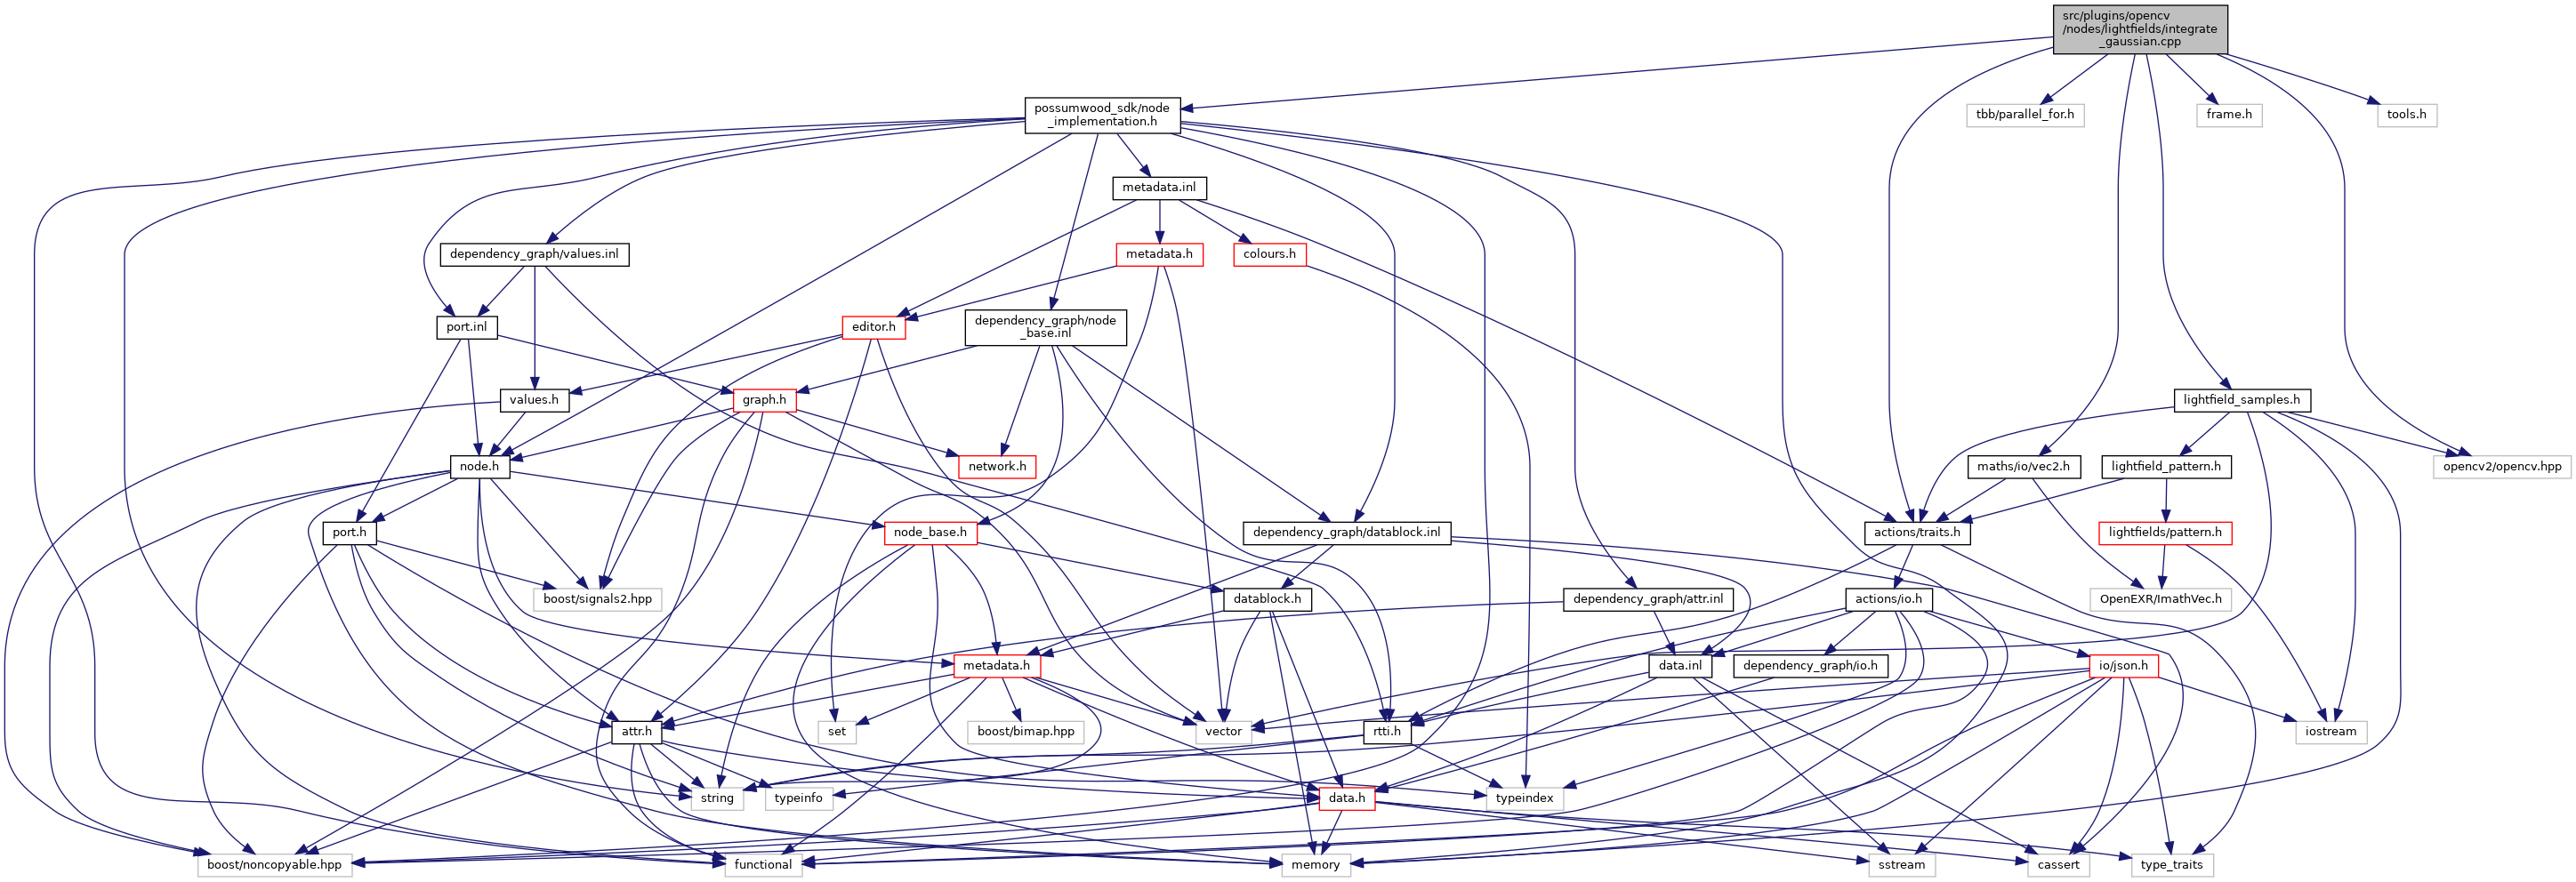 src/plugins/opencv
/nodes/lightfields/integrate
_gaussian.cpp
possumwood_sdk/node
_implementation.h
tbb/parallel_for.h
frame.h
tools.h
metadata.inl
dependency_graph/values.inl
metadata.h
colours.h
port.inl
editor.h
dependency_graph/node
_base.inl
values.h
graph.h
lightfield_samples.h
node.h
network.h
maths/io/vec2.h
lightfield_pattern.h
opencv2/opencv.hpp
port.h
node_base.h
dependency_graph/datablock.inl
actions/traits.h
lightfields/pattern.h
boost/signals2.hpp
datablock.h
dependency_graph/attr.inl
actions/io.h
OpenEXR/ImathVec.h
metadata.h
data.inl
dependency_graph/io.h
io/json.h
attr.h
set
boost/bimap.hpp
vector
rtti.h
iostream
string
typeinfo
data.h
typeindex
boost/noncopyable.hpp
functional
memory
sstream
cassert
type_traits